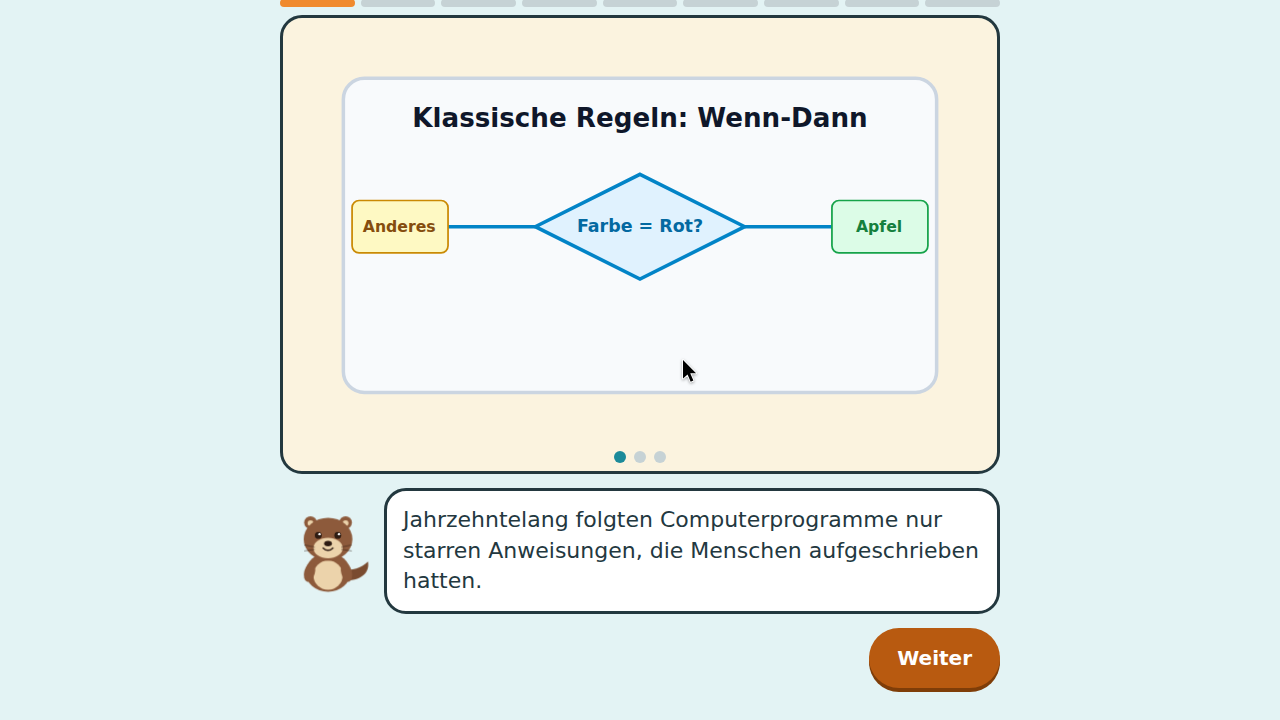 Klassische Regeln: Wenn-Dann
Anderes
Farbe = Rot?
Apfel
Jahrzehntelang folgten Computerprogramme nur
starren Anweisungen, die Menschen aufgeschrieben
hatten.
Weiter